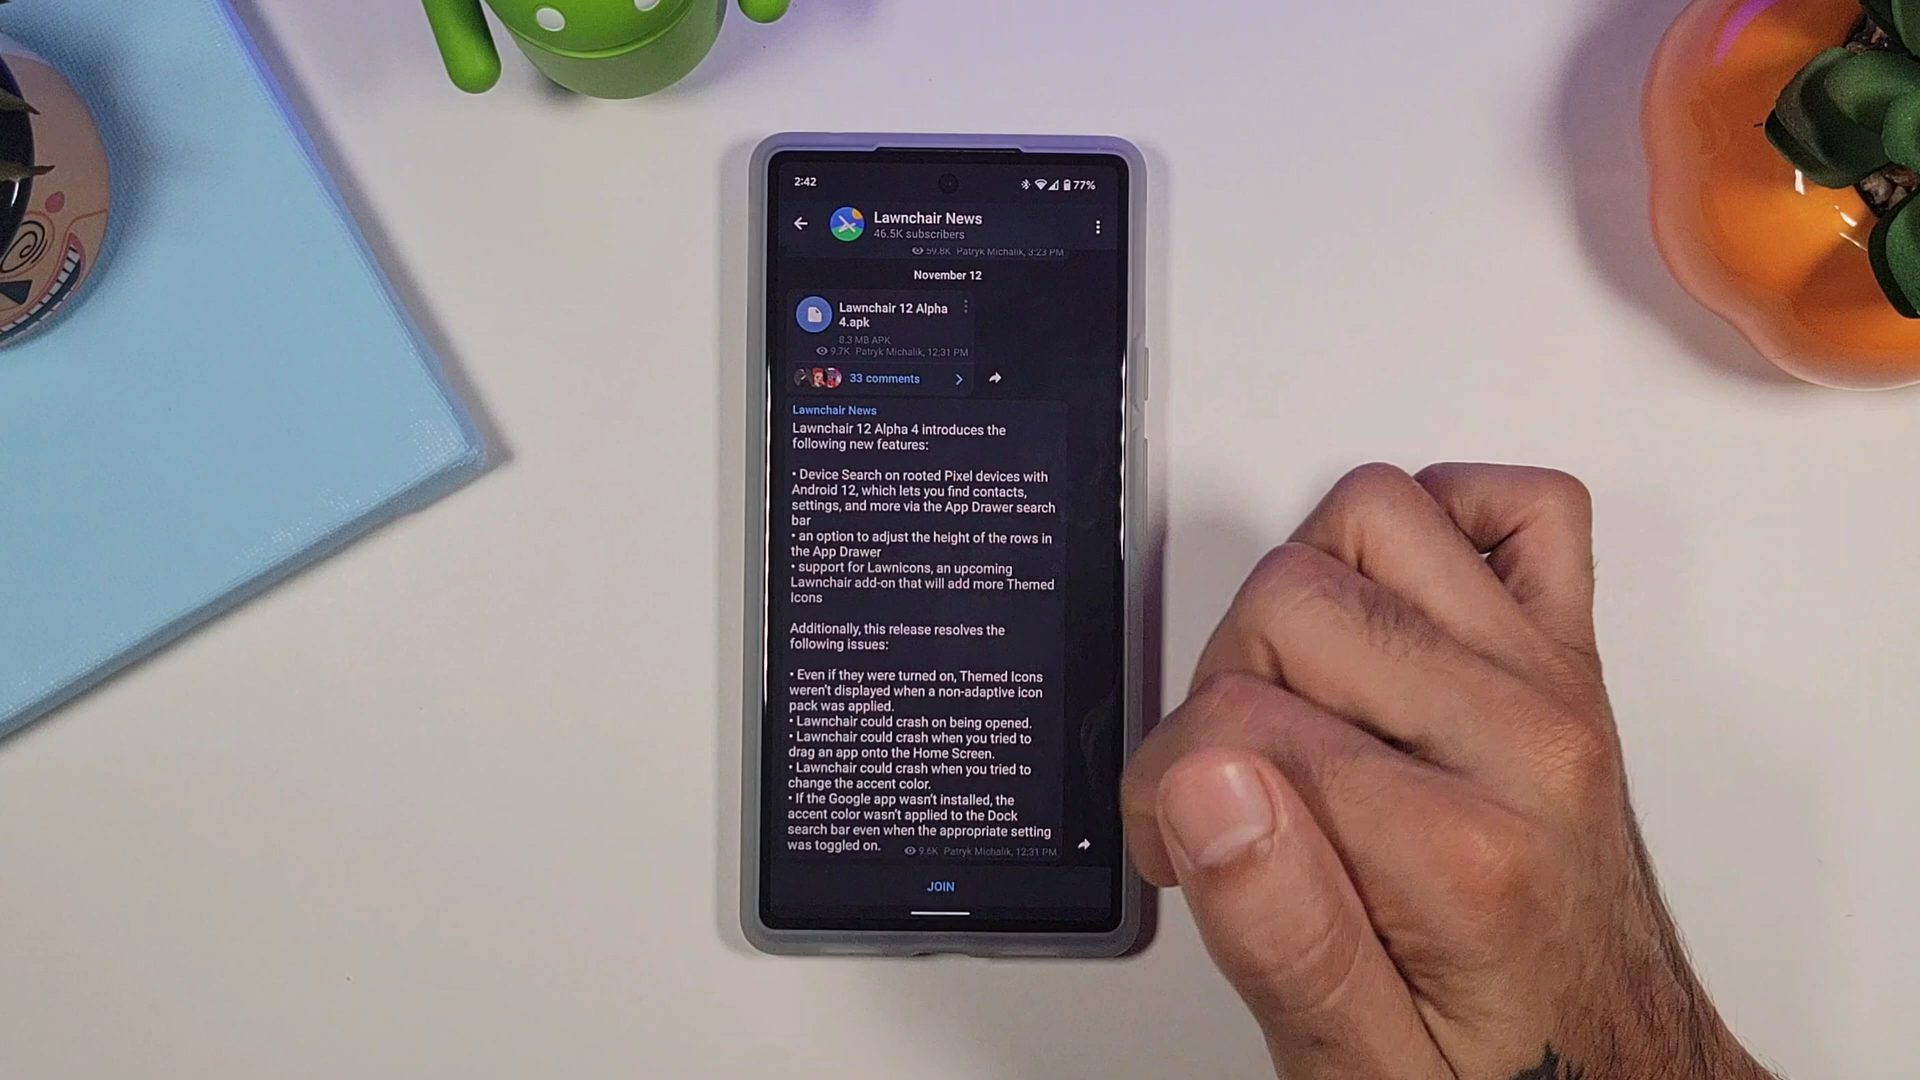 2:42
77%
Lawnchair News
46.5K subscribers
59.8K Patryk Michalik, 3:23 PM
November 12
Lawnchair 12 Alpha
4.apk
8.3 MB APK
9.7K Patryk Michalik, 12:31 PM
33 comments
Lawnchair News
Lawnchair 12 Alpha 4 introduces the
following new features:
• Device Search on rooted Pixel devices with
Android 12, which lets you find contacts,
settings, and more via the App Drawer search
bar
• an option to adjust the height of the rows in
the App Drawer
• support for Lawnicons, an upcoming
Lawnchair add-on that will add more Themed
Icons
Additionally, this release resolves the
following issues:
• Even if they were turned on, Themed Icons
weren't displayed when a non-adaptive icon
pack was applied.
• Lawnchair could crash on being opened.
• Lawnchair could crash when you tried to
drag an app onto the Home Screen.
• Lawnchair could crash when you tried to
change the accent color.
• If the Google app wasn't installed, the
accent color wasn't applied to the Dock
search bar even when the appropriate setting
was toggled on.
9.6K Patryk Michalik, 12:31 PM
JOIN